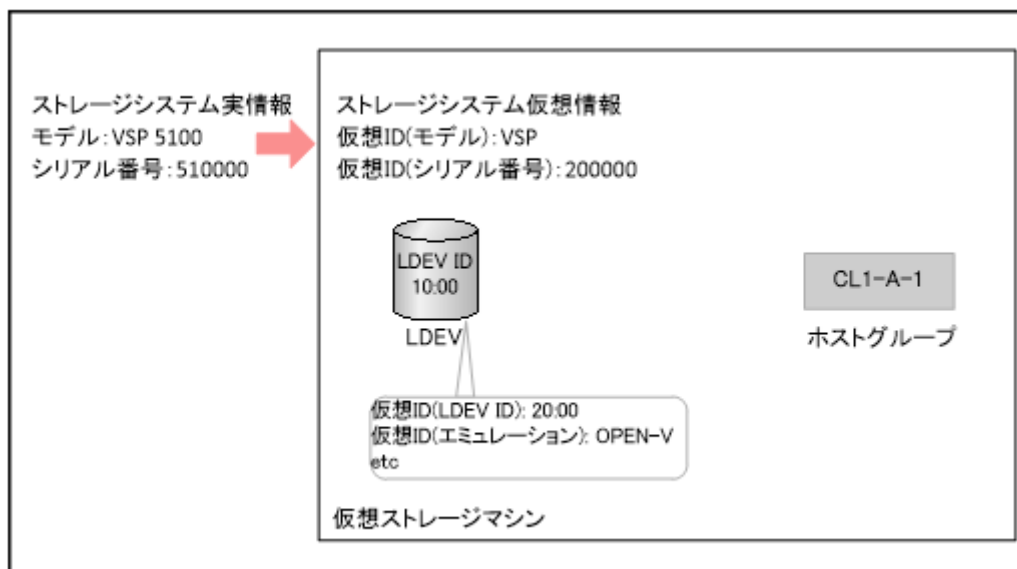 ストレージシステム実情報
モデル:VSP 5100
シリアル番号:510000
ストレージシステム仮想情報
仮想ID(モデル):VSP
仮想ID(シリアル番号):200000
LDEV ID
10:00
LDEV
CL1-A-1
ホストグループ
仮想ID(LDEV ID): 20:00
仮想ID(エミュレーション): OPEN-V
etc
仮想ストレージマシン